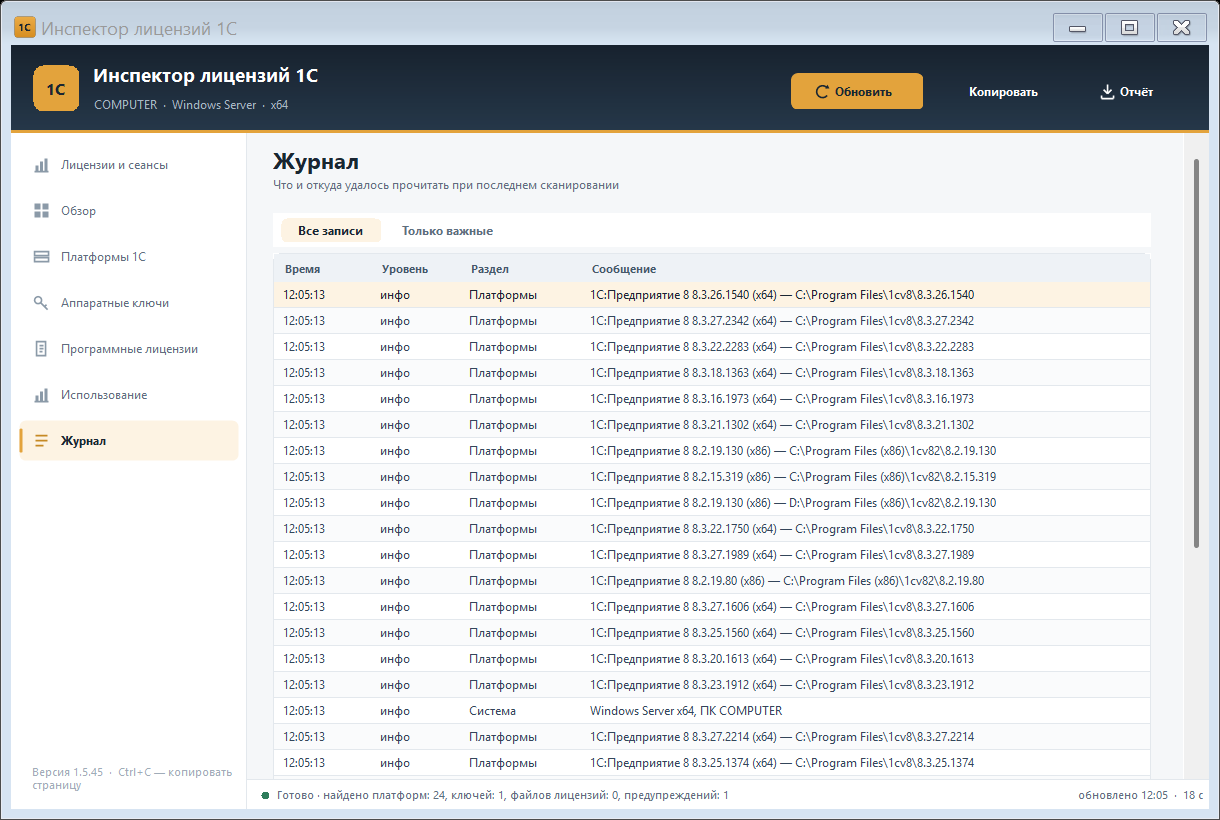 1С Инспектор лицензий 1С
1С
Инспектор лицензий 1С
COMPUTER · Windows Server · x64
Обновить
Копировать
Отчёт
Лицензии и сеансы
Обзор
Платформы 1С
Аппаратные ключи
Программные лицензии
Использование
Журнал
Версия 1.5.45 · Ctrl+C — копировать
страницу
Журнал
Что и откуда удалось прочитать при последнем сканировании
Все записи Только важные
Время Уровень Раздел Сообщение
12:05:13 инфо Платформы 1С:Предприятие 8 8.3.26.1540 (x64) — C:\Program Files\1cv8\8.3.26.1540
12:05:13 инфо Платформы 1С:Предприятие 8 8.3.27.2342 (x64) — C:\Program Files\1cv8\8.3.27.2342
12:05:13 инфо Платформы 1С:Предприятие 8 8.3.22.2283 (x64) — C:\Program Files\1cv8\8.3.22.2283
12:05:13 инфо Платформы 1С:Предприятие 8 8.3.18.1363 (x64) — C:\Program Files\1cv8\8.3.18.1363
12:05:13 инфо Платформы 1С:Предприятие 8 8.3.16.1973 (x64) — C:\Program Files\1cv8\8.3.16.1973
12:05:13 инфо Платформы 1С:Предприятие 8 8.3.21.1302 (x64) — C:\Program Files\1cv8\8.3.21.1302
12:05:13 инфо Платформы 1С:Предприятие 8 8.2.19.130 (x86) — C:\Program Files (x86)\1cv82\8.2.19.130
12:05:13 инфо Платформы 1С:Предприятие 8 8.2.15.319 (x86) — C:\Program Files (x86)\1cv82\8.2.15.319
12:05:13 инфо Платформы 1С:Предприятие 8 8.2.19.130 (x86) — D:\Program Files (x86)\1cv82\8.2.19.130
12:05:13 инфо Платформы 1С:Предприятие 8 8.3.22.1750 (x64) — C:\Program Files\1cv8\8.3.22.1750
12:05:13 инфо Платформы 1С:Предприятие 8 8.3.27.1989 (x64) — C:\Program Files\1cv8\8.3.27.1989
12:05:13 инфо Платформы 1С:Предприятие 8 8.2.19.80 (x86) — C:\Program Files (x86)\1cv82\8.2.19.80
12:05:13 инфо Платформы 1С:Предприятие 8 8.3.27.1606 (x64) — C:\Program Files\1cv8\8.3.27.1606
12:05:13 инфо Платформы 1С:Предприятие 8 8.3.25.1560 (x64) — C:\Program Files\1cv8\8.3.25.1560
12:05:13 инфо Платформы 1С:Предприятие 8 8.3.20.1613 (x64) — C:\Program Files\1cv8\8.3.20.1613
12:05:13 инфо Платформы 1С:Предприятие 8 8.3.23.1912 (x64) — C:\Program Files\1cv8\8.3.23.1912
12:05:13 инфо Система Windows Server x64, ПК COMPUTER
12:05:13 инфо Платформы 1С:Предприятие 8 8.3.27.2214 (x64) — C:\Program Files\1cv8\8.3.27.2214
12:05:13 инфо Платформы 1С:Предприятие 8 8.3.25.1374 (x64) — C:\Program Files\1cv8\8.3.25.1374
Готово · найдено платформ: 24, ключей: 1, файлов лицензий: 0, предупреждений: 1
обновлено 12:05 · 18 с